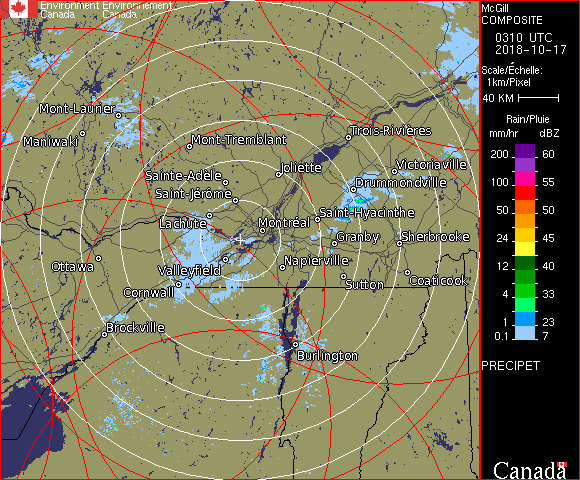 Environment Environnement
Canada Canada
McGill
COMPOSITE
0310 UTC
2018-10-17
Scale/Échelle:
1km/Pixel
40 KM
Rain/Pluie
mm/hr dBZ
200 60
155 57
100 55
50 50
24 45
12 40
4 33
1 23
0.1 7
PRECIPET
Canada
Mont-Laurier
Maniwaki
Mont-Tremblant
Trois-Rivières
Joliette
Victoriaville
Sainte-Adèle
Drummondville
Saint-Jérôme
Saint-Hyacinthe
Lachute
Montréal
Granby
Sherbrooke
Ottawa
Valleyfield
Napierville
Cornwall
Sutton
Coaticook
Brockville
Burlington